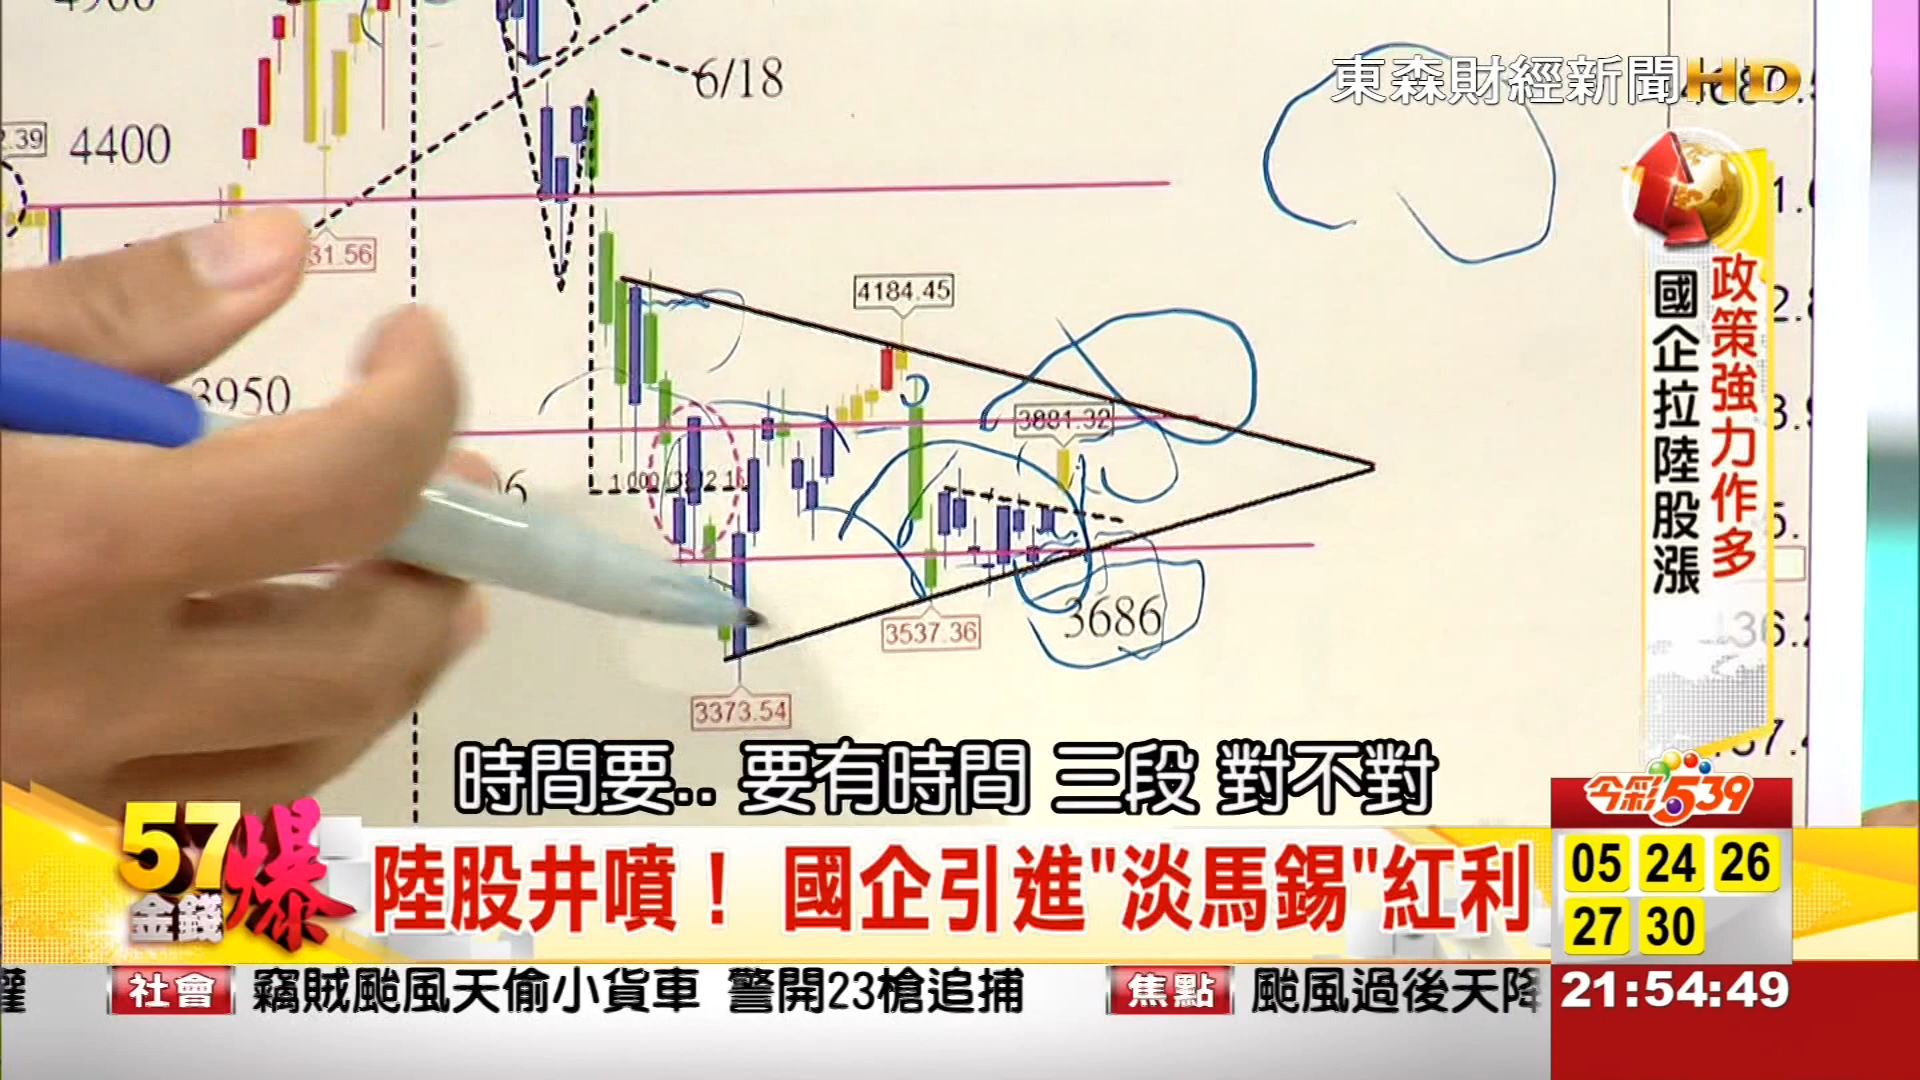 4900
6/18
東森財經新聞HD
4400
31.56
4184.45
3950
3881.32
3686
3537.36
3373.54
政策強力作多
國企拉陸股漲
時間要.. 要有時間 三段 對不對
今彩539
05 24 26
27 30
57金錢爆
陸股井噴！ 國企引進"淡馬錫"紅利
社會 竊賊颱風天偷小貨車 警開23槍追捕 焦點 颱風過後天降
21:54:49